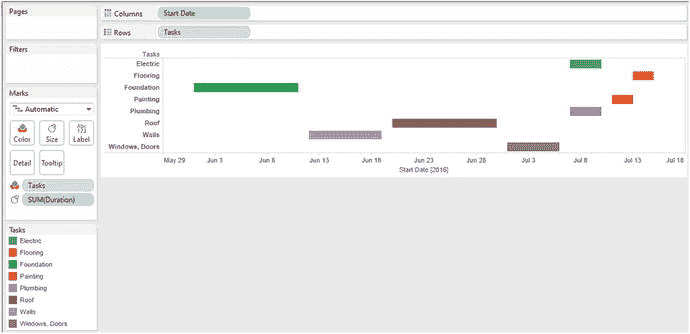 Pages
Columns Start Date
Rows Tasks
Filters
Tasks
Electric
Flooring
Foundation
Painting
Plumbing
Roof
Walls
Windows, Doors
May 29 Jun 3 Jun 8 Jun 13 Jun 18 Jun 23 Jun 28 Jul 3 Jul 8 Jul 13 Jul 18
Start Date [2016]
Marks
Automatic
Color Size Abc 123 Label
Detail Tooltip
Tasks
SUM(Duration)
Tasks
Electric
Flooring
Foundation
Painting
Plumbing
Roof
Walls
Windows, Doors